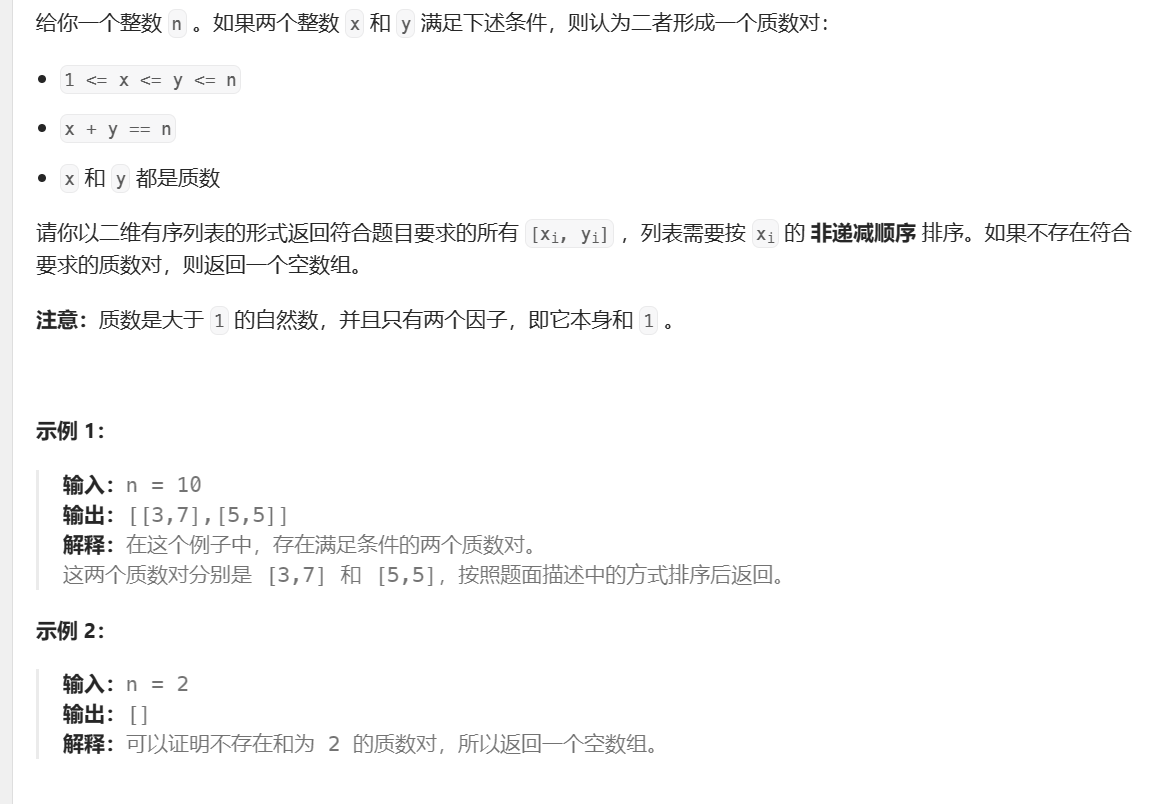 给你一个整数 n 。如果两个整数 x 和 y 满足下述条件，则认为二者形成一个质数对：
• 1 <= x <= y <= n
• x + y == n
• x 和 y 都是质数
请你以二维有序列表的形式返回符合题目要求的所有 [xi, yi] ，列表需要按 xi 的 非递减顺序 排序。如果不存在符合
要求的质数对，则返回一个空数组。
注意：质数是大于 1 的自然数，并且只有两个因子，即它本身和 1 。
示例 1：
输入：n = 10
输出：[[3,7],[5,5]]
解释：在这个例子中，存在满足条件的两个质数对。
这两个质数对分别是 [3,7] 和 [5,5]，按照题面描述中的方式排序后返回。
示例 2：
输入：n = 2
输出：[]
解释：可以证明不存在和为 2 的质数对，所以返回一个空数组。